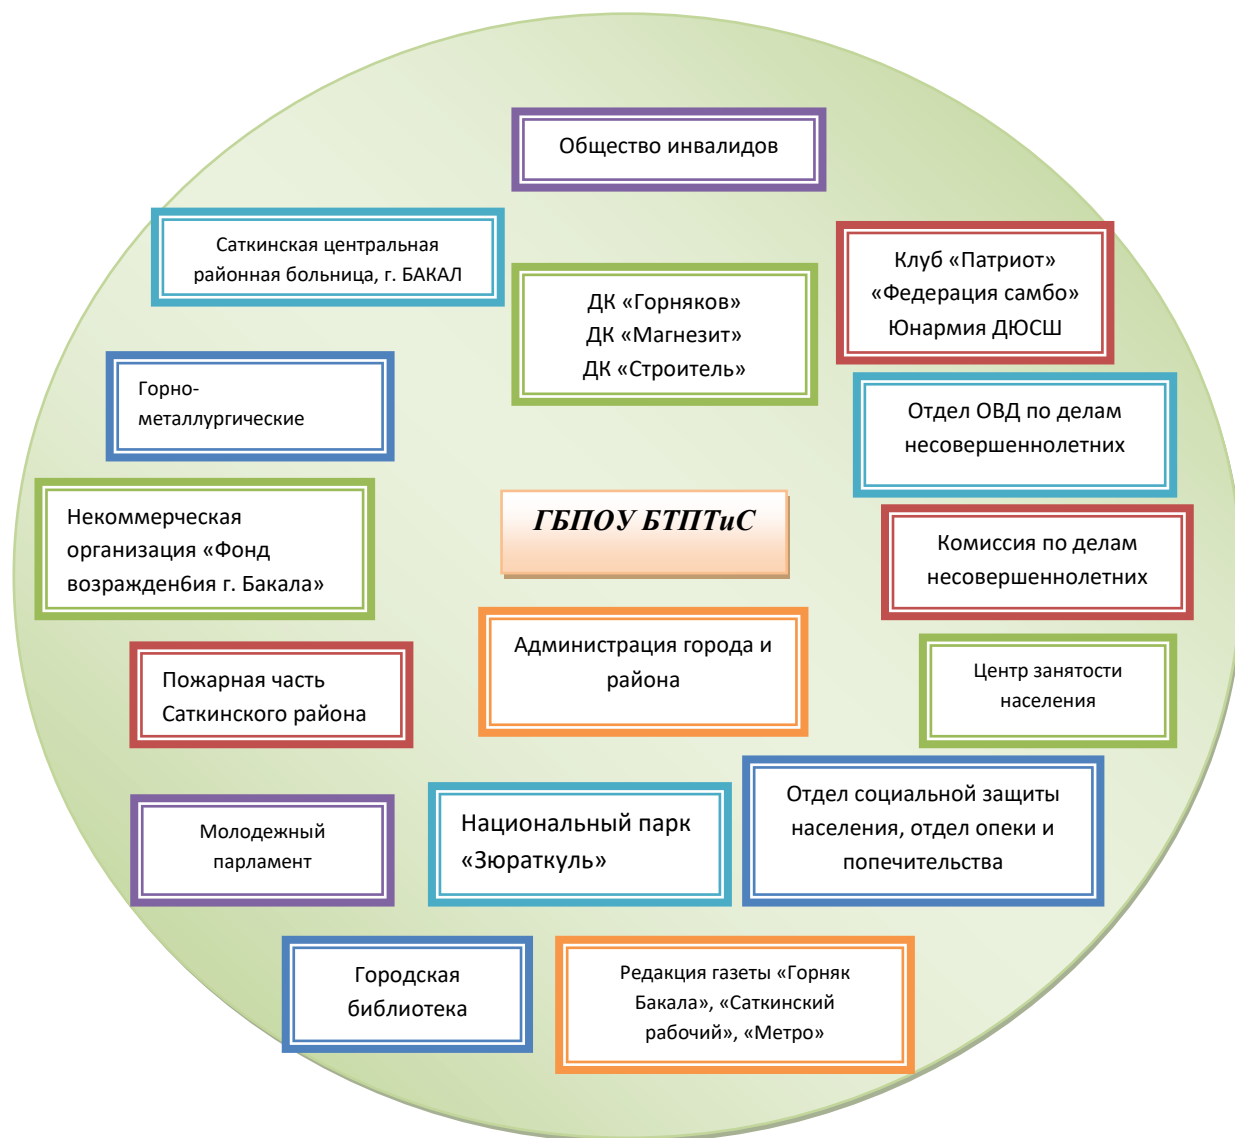 Общество инвалидов
Саткинская центральная
районная больница, г. БАКАЛ
Клуб «Патриот»
«Федерация самбо»
Юнармия ДЮСШ
ДК «Горняков»
ДК «Магнезит»
ДК «Строитель»
Горно-
металлургические
Отдел ОВД по делам
несовершеннолетних
Некоммерческая
организация «Фонд
возражден6ия г. Бакала»
ГБПОУ БТПТиС
Комиссия по делам
несовершеннолетних
Администрация города и
района
Пожарная часть
Саткинского района
Центр занятости
населения
Молодежный
парламент
Национальный парк
«Зюраткуль»
Отдел социальной защиты
населения, отдел опеки и
попечительства
Городская
библиотека
Редакция газеты «Горняк
Бакала», «Саткинский
рабочий», «Метро»